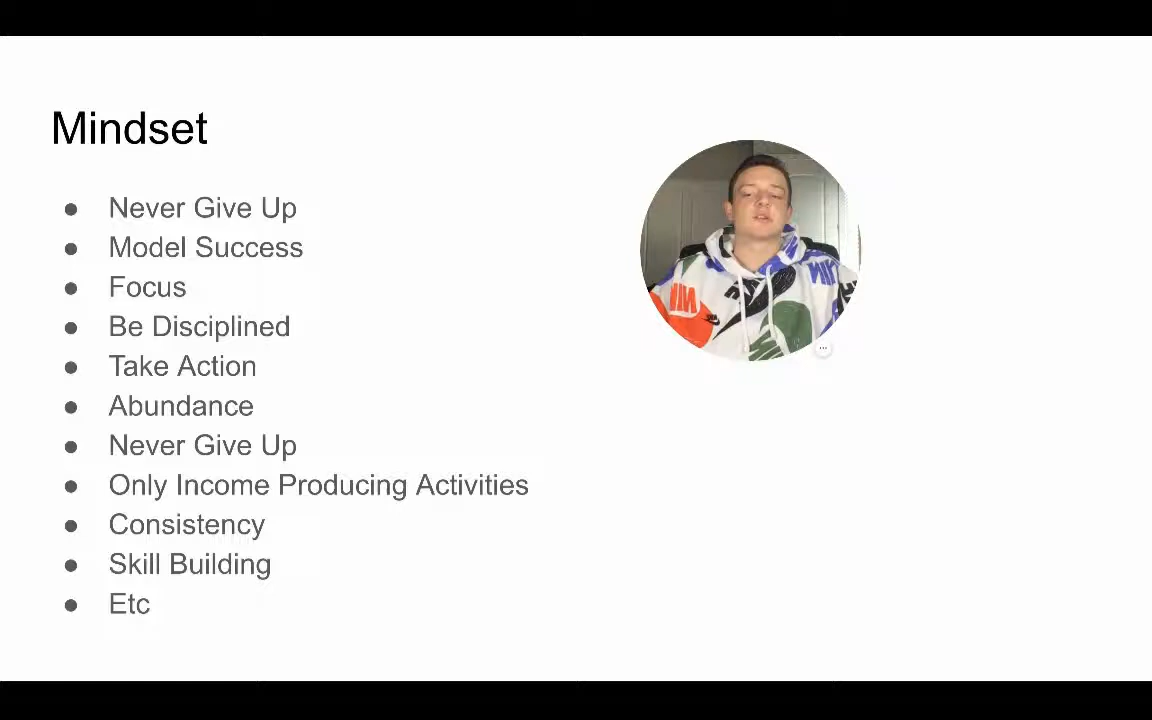 Mindset
Never Give Up
Model Success
Focus
Be Disciplined
Take Action
Abundance
Never Give Up
Only Income Producing Activities
Consistency
Skill Building
Etc